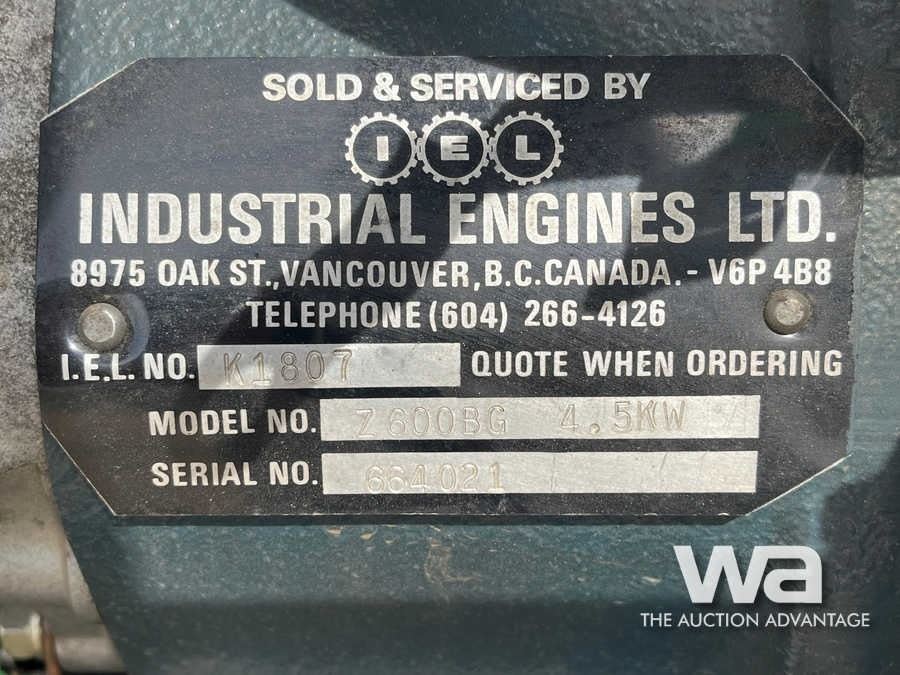 SOLD & SERVICED BY
IEL
INDUSTRIAL ENGINES LTD.
8975 OAK ST., VANCOUVER, B.C. CANADA. - V6P 4B8
TELEPHONE (604) 266-4126
I.E.L. NO. K1807 QUOTE WHEN ORDERING
MODEL NO. Z600BG 4.5KW
SERIAL NO. 664021
wa
THE AUCTION ADVANTAGE